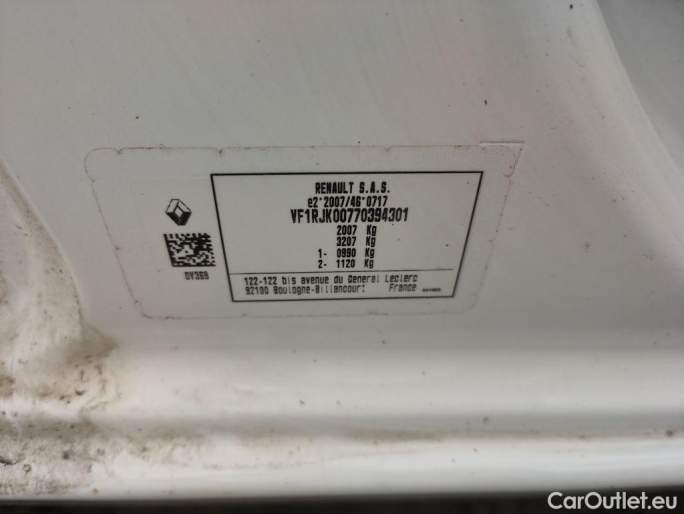 RENAULT S.A.S.
e2*2007/46*0717
VF1RJK00770394301
2007 Kg
3207 Kg
1- 0990 Kg
2- 1120 Kg
DV369
122-122 bis avenue du General Leclerc
92100 Boulogne-Billancourt France
CarOutlet.eu